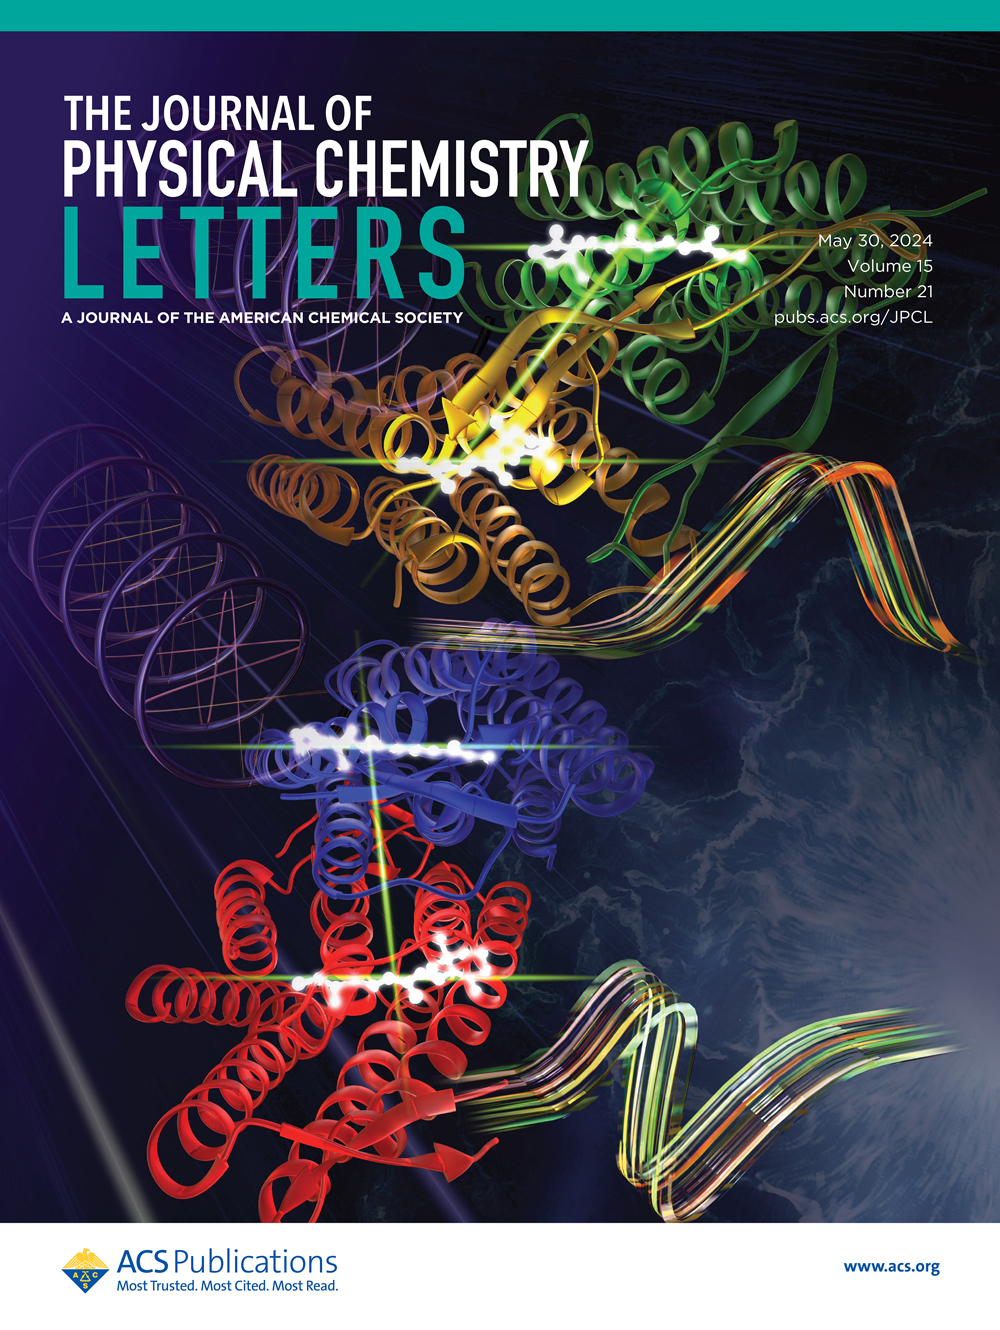 THE JOURNAL OF
PHYSICAL CHEMISTRY
LETTERS
A JOURNAL OF THE AMERICAN CHEMICAL SOCIETY
May 30, 2024
Volume 15
Number 21
pubs.acs.org/JPCL
A C S
ACS Publications
Most Trusted. Most Cited. Most Read.
www.acs.org